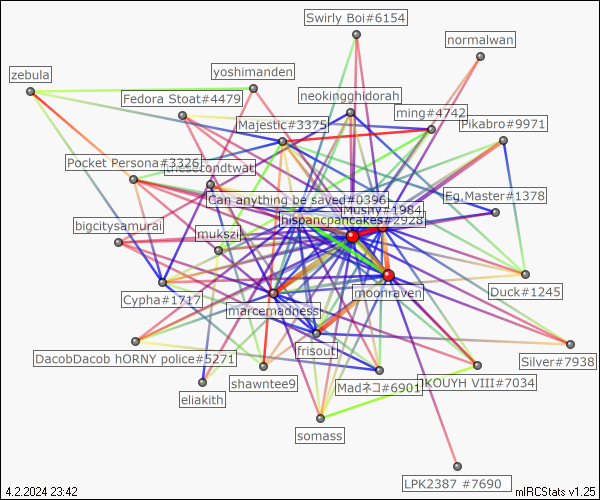 Swirly Boi#6154
normalwan
zebula
yoshimanden
Fedora Stoat#4479
neokingghidorah
ming#4742
Majestic#3375
Pikabro#9971
Pocket Persona#3326
thesecondtwat
Can anything be saved#0396
Eg.Master#1378
Mushy#1984
hispancpancakes#2928
bigcitysamurai
mukszil
moonraven
Duck#1245
Cypha#1717
marcemadness
frisout
DacobDacob hORNY police#5271
Silver#7938
shawntee9
Madネコ#6901
KOUYH VIII#7034
eliakith
somass
LPK2387 #7690
4.2.2024 23:42
mIRCStats v1.25